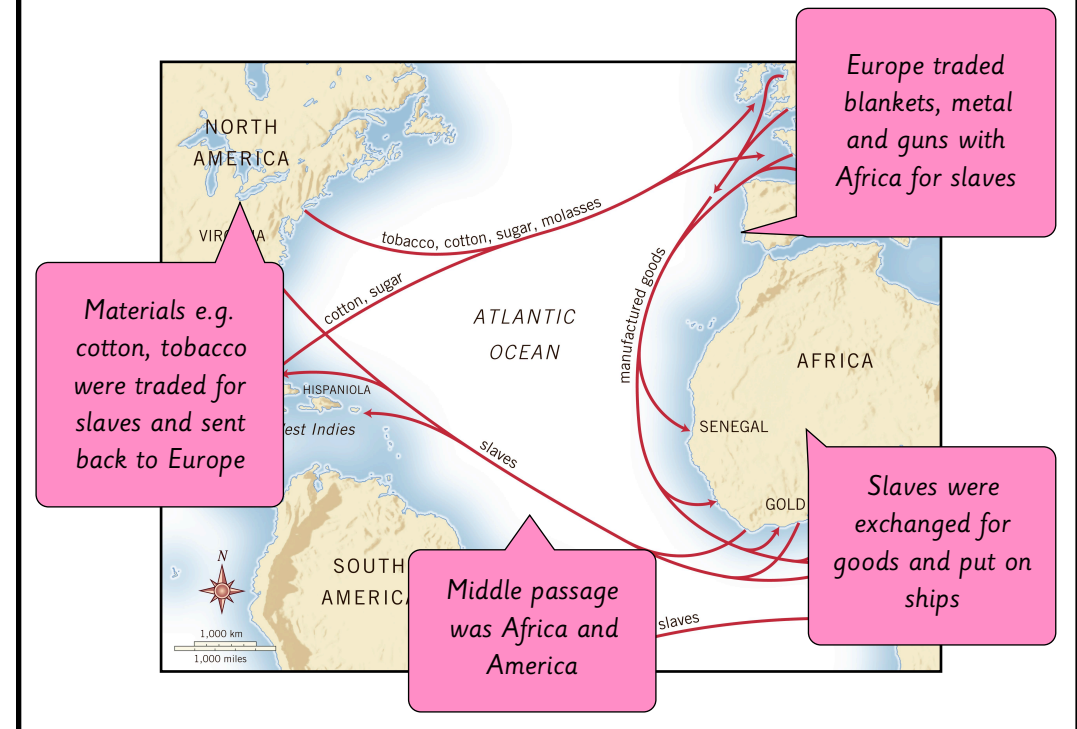 Europe traded
blankets, metal
and guns with
Africa for slaves
NORTH
AMERICA
tobacco, cotton, sugar, molasses
Materials e.g.
cotton, tobacco
were traded for
slaves and sent
back to Europe
cotton, sugar
manufactured goods
ATLANTIC
OCEAN
AFRICA
HISPANIOLA
est Indies
SENEGAL
slaves
GOLD
Slaves were
exchanged for
goods and put on
ships
N
SOUTH
AMERICA
Middle passage
was Africa and
America
slaves
1,000 km
1,000 miles